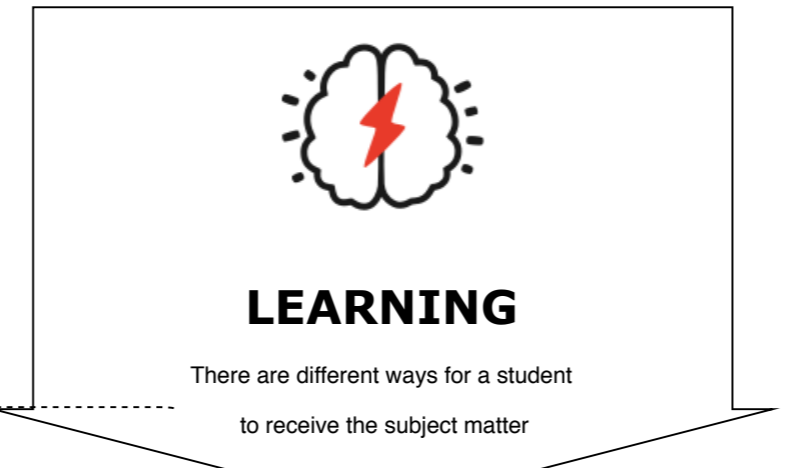 LEARNING
There are different ways for a student
to receive the subject matter